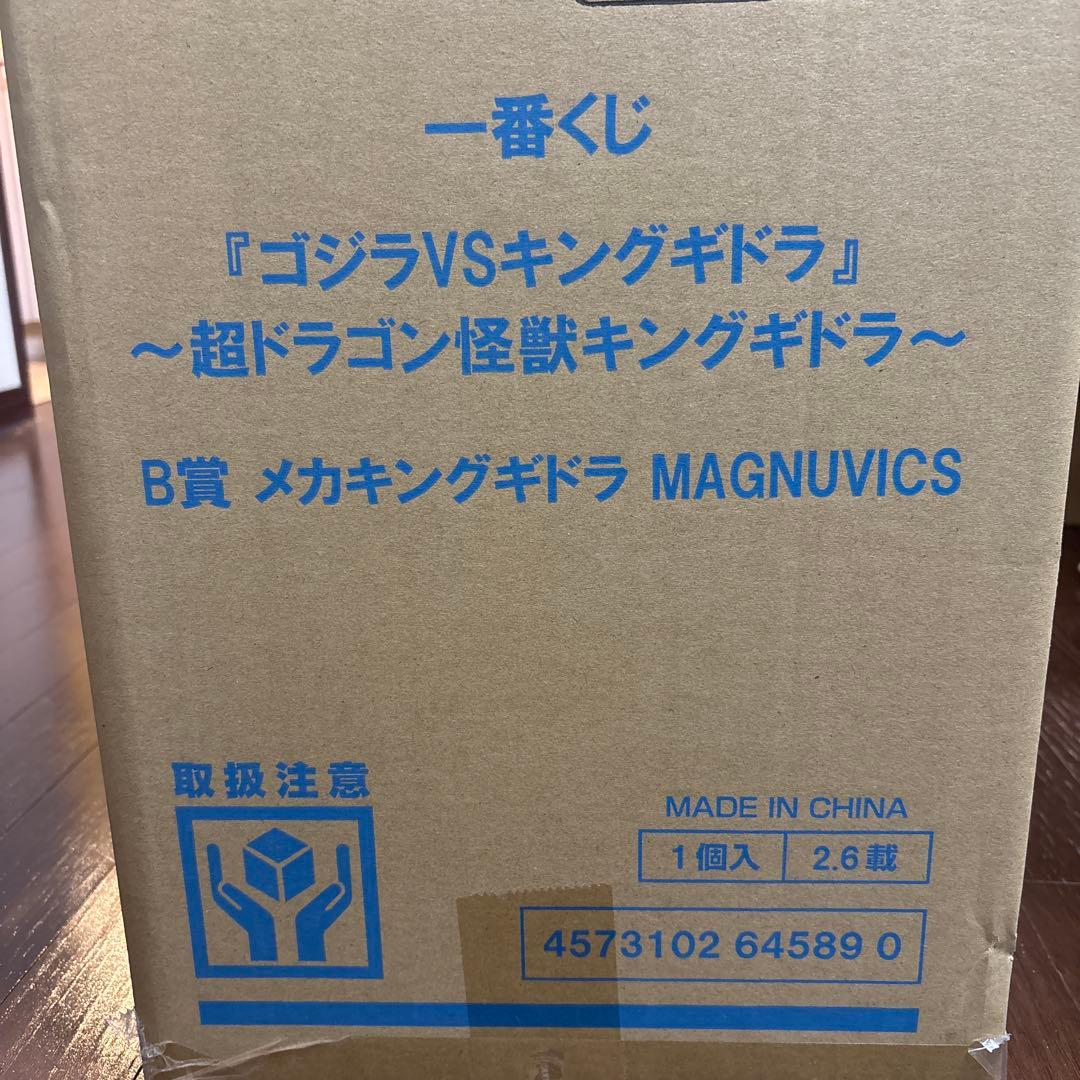 一番くじ
『ゴジラVSキングギドラ』
～超ドラゴン怪獣キングギドラ～
B賞 メカキングギドラ MAGNUVICS
取扱注意
MADE IN CHINA
1個入 2.6載
4573102 64589 0